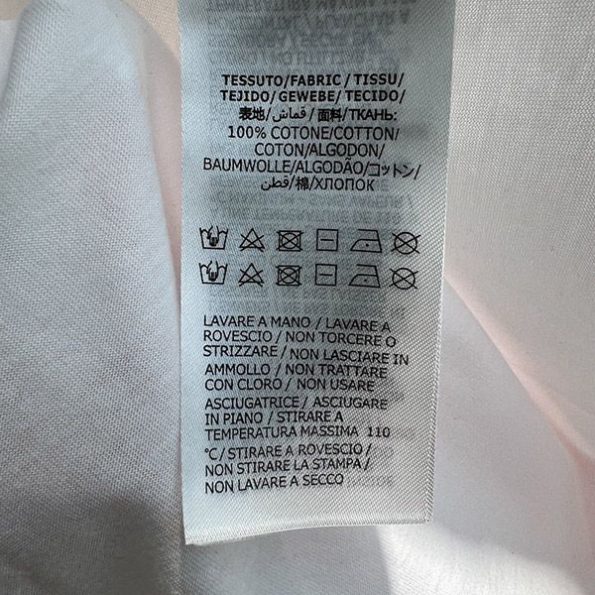 TEMPERATURA MAXIMA
TESSUTO/FABRIC / TISSU/
TEJIDO/ GEWEBE/ TECIDO/
表地/قماش/面料/ТКАНЬ:
100% COTONE/COTTON/
COTON/ALGODON/
BAUMWOLLE/ALGODÃO/コットン/
قطن/棉/ХЛОПОК
LAVARE A MANO / LAVARE A
ROVESCIO / NON TORCERE O
STRIZZARE / NON LASCIARE IN
AMMOLLO / NON TRATTARE
CON CLORO / NON USARE
ASCIUGATRICE / ASCIUGARE
IN PIANO / STIRARE A
TEMPERATURA MASSIMA 110
°C/STIRARE A ROVESCIO /
NON STIRARE LA STAMPA /
NON LAVARE A SECCO